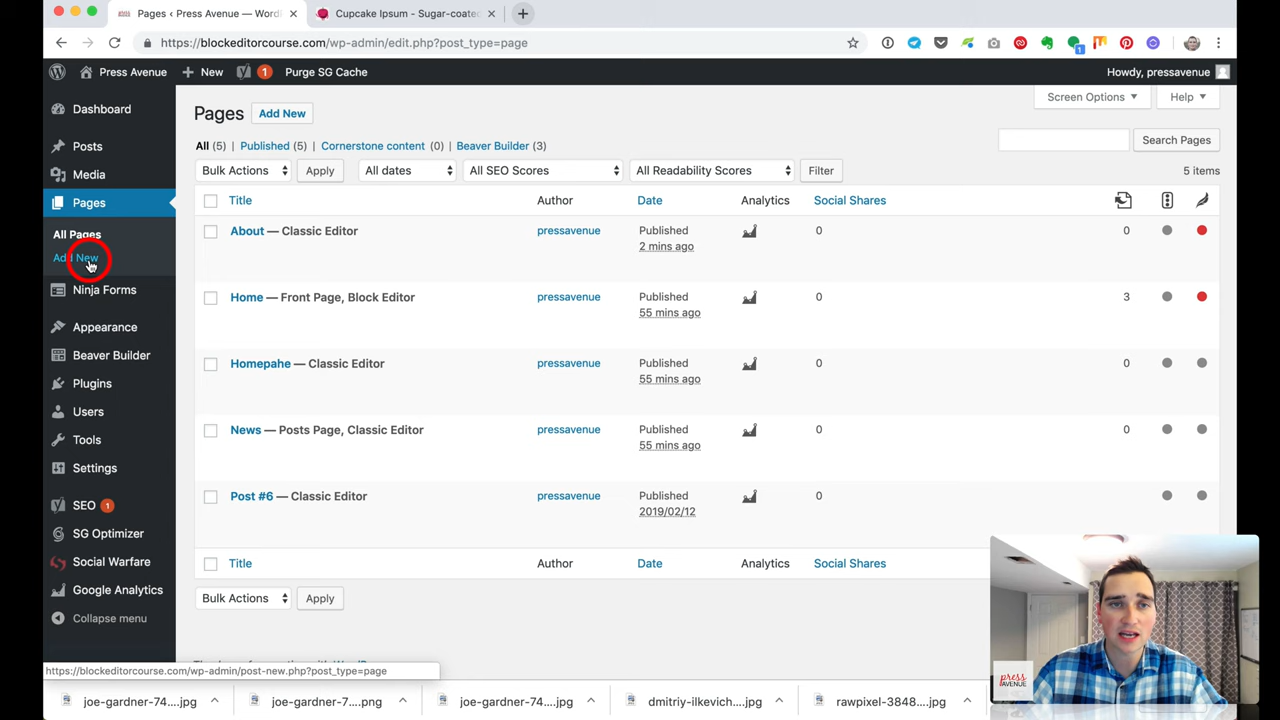 Pages ‹ Press Avenue — Word
Cupcake Ipsum - Sugar-coate
https://blockeditorcourse.com/wp-admin/edit.php?post_type=page
1
Press Avenue
New
1
Purge SG Cache
Howdy, pressavenue
Dashboard
Posts
Media
Pages
All Pages
Add New
Ninja Forms
Appearance
Beaver Builder
Plugins
Users
Tools
Settings
SEO 1
SG Optimizer
Social Warfare
Google Analytics
Collapse menu
Pages Add New
Screen Options Help
All (5) | Published (5) | Cornerstone content (0) | Beaver Builder (3)
Search Pages
Bulk Actions Apply All dates All SEO Scores All Readability Scores Filter 5 items
Title Author Date Analytics Social Shares
About — Classic Editor pressavenue Published 0 0
2 mins ago
Home — Front Page, Block Editor pressavenue Published 0 3
55 mins ago
Homepahe — Classic Editor pressavenue Published 0 0
55 mins ago
News — Posts Page, Classic Editor pressavenue Published 0 0
55 mins ago
Post #6 — Classic Editor pressavenue Published 0
2019/02/12
Title Author Date Analytics Social Shares
Bulk Actions Apply
https://blockeditorcourse.com/wp-admin/post-new.php?post_type=page
press
AVENUE
joe-gardner-74....jpg joe-gardner-7....png joe-gardner-74....jpg dmitriy-ilkevich....jpg rawpixel-3848....jpg